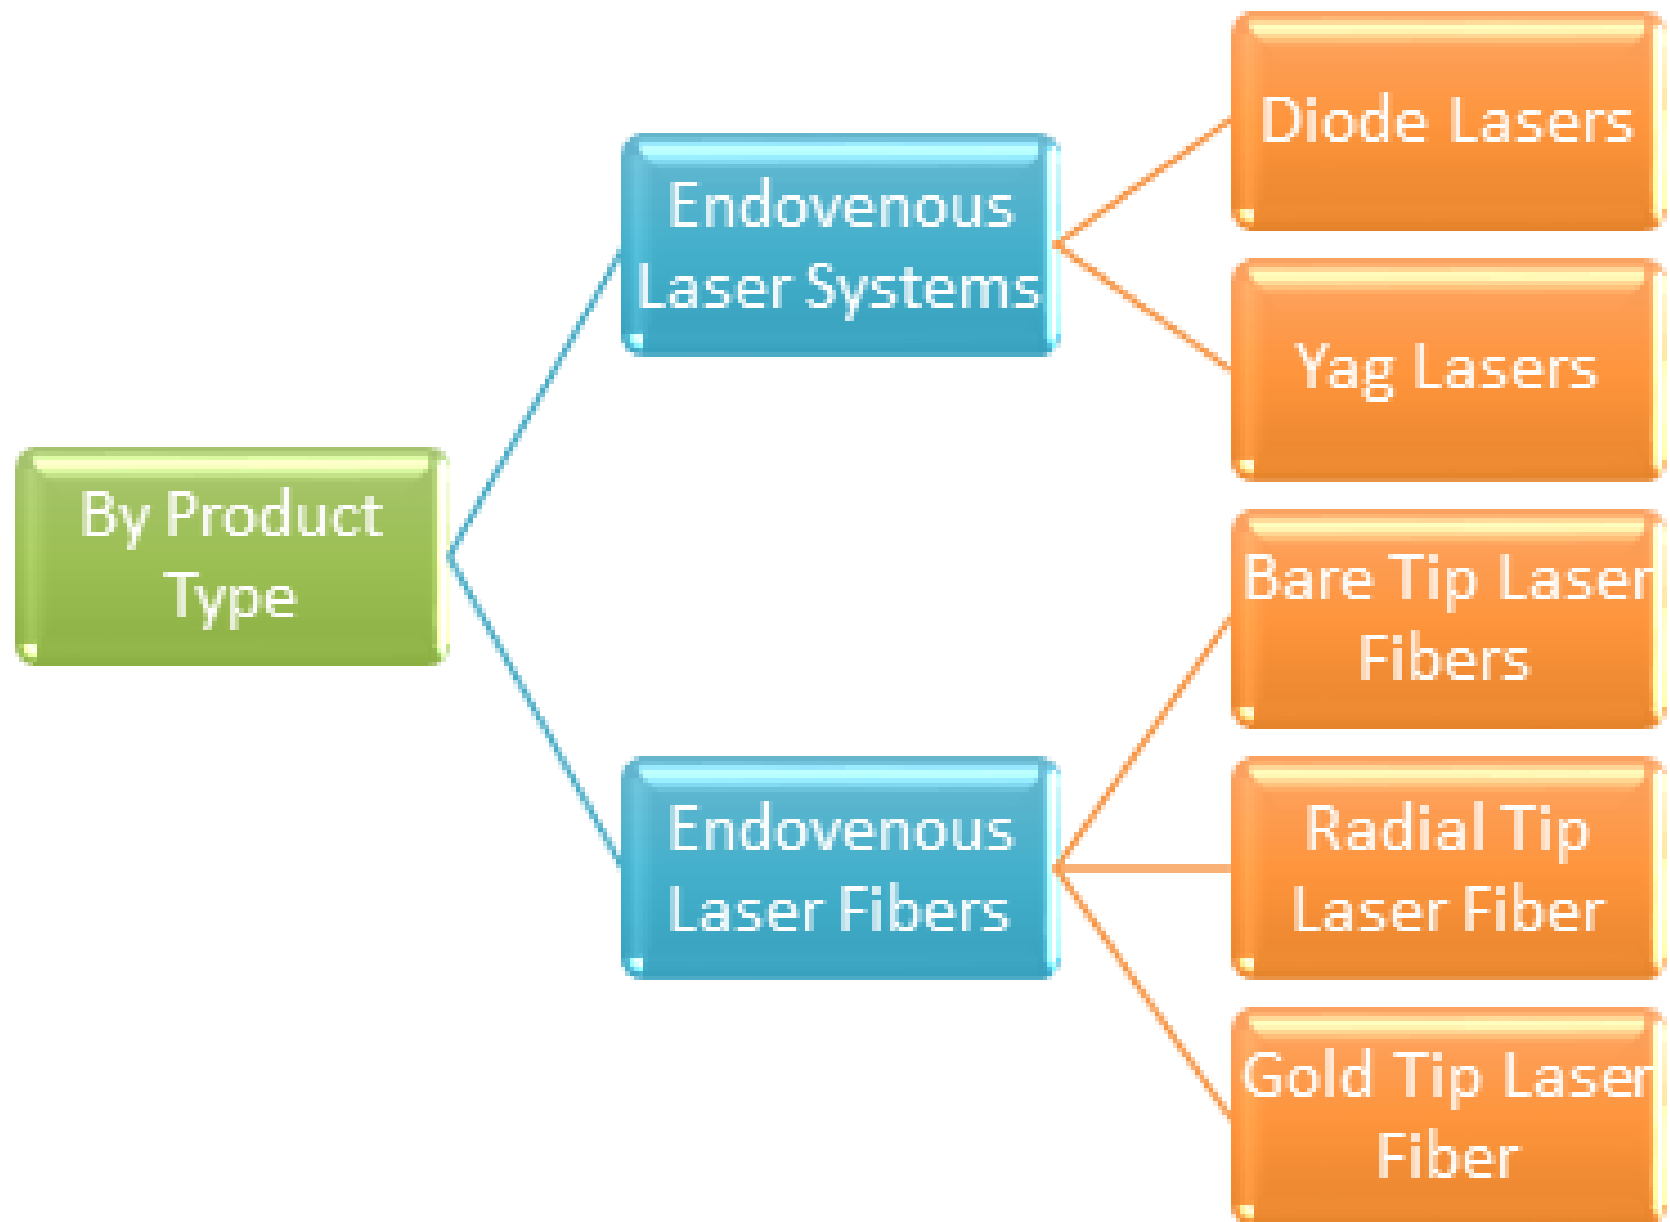 By Product
Type
Endovenous
Laser Systems
Diode Lasers
Yag Lasers
Endovenous
Laser Fibers
Bare Tip Laser
Fibers
Radial Tip
Laser Fiber
Gold Tip Laser
Fiber